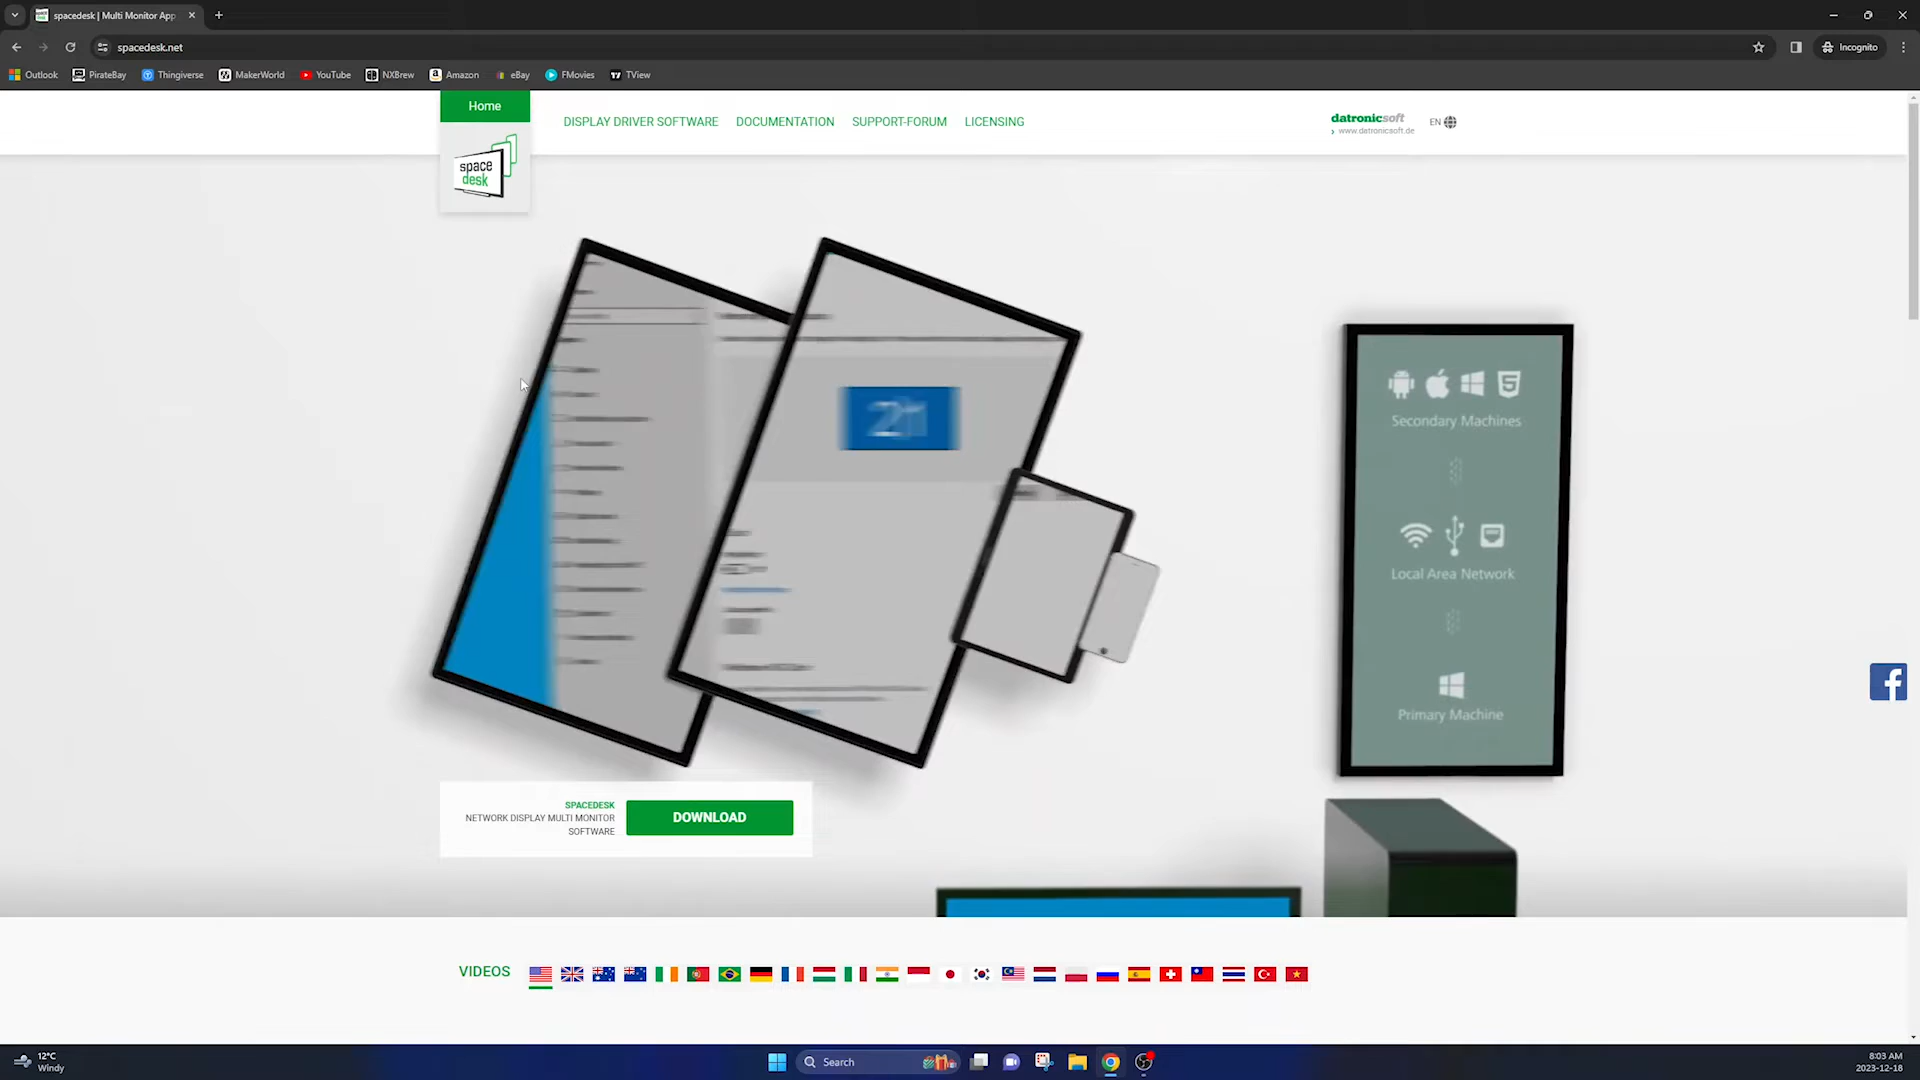 spacedesk | Multi Monitor App
spacedesk.net
Incognito
Outlook
PirateBay
Thingiverse
MakerWorld
YouTube
NXBrew
Amazon
eBay
FMovies
TView
Home
DISPLAY DRIVER SOFTWARE
DOCUMENTATION
SUPPORT-FORUM
LICENSING
datronicsoft
www.datronicsoft.de
EN
space
desk
Secondary Machines
Local Area Network
Primary Machine
SPACEDESK
NETWORK DISPLAY MULTI MONITOR
SOFTWARE
DOWNLOAD
VIDEOS
12°C
Windy
Search
8:03 AM
2023-12-18